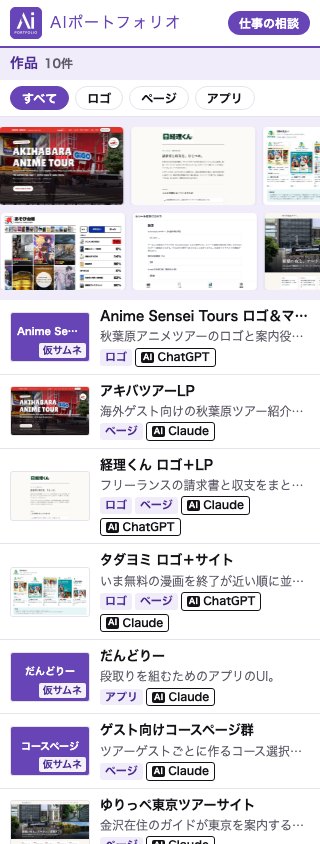 Ai
PORTFOLIO
AIポートフォリオ
仕事の相談
作品 10件
すべて
ロゴ
ページ
アプリ
AKIHABARA
ANIME TOUR
GiGO
経理くん
Anime Se…
仮サムネ
Anime Sensei Tours ロゴ＆マ…
秋葉原アニメツアーのロゴと案内役…
ロゴ AI ChatGPT
AKIHABARA
ANIME TOUR
アキバツアーLP
海外ゲスト向けの秋葉原ツアー紹介…
ページ AI Claude
経理くん ロゴ+LP
フリーランスの請求書と収支をまと…
ロゴ ページ AI Claude
AI ChatGPT
タダヨミ ロゴ+サイト
いま無料の漫画を終了が近い順に並…
ロゴ ページ AI ChatGPT
AI Claude
だんどりー
仮サムネ
だんどりー
段取りを組むためのアプリのUI。
アプリ AI Claude
コースページ
仮サムネ
ゲスト向けコースページ群
ツアーゲストごとに作るコース選択…
ページ AI Claude
ゆりっぺ東京ツアーサイト
金沢在住のガイドが東京を案内する…
ページ AI Claude